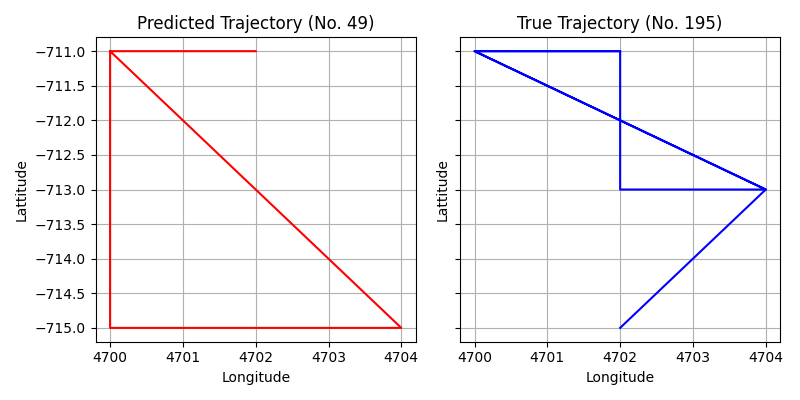 Predicted Trajectory (No. 49)
True Trajectory (No. 195)
−711.0
−711.5
−712.0
−712.5
−713.0
−713.5
−714.0
−714.5
−715.0
Lattitude
Lattitude
4700 4701 4702 4703 4704
4700 4701 4702 4703 4704
Longitude
Longitude